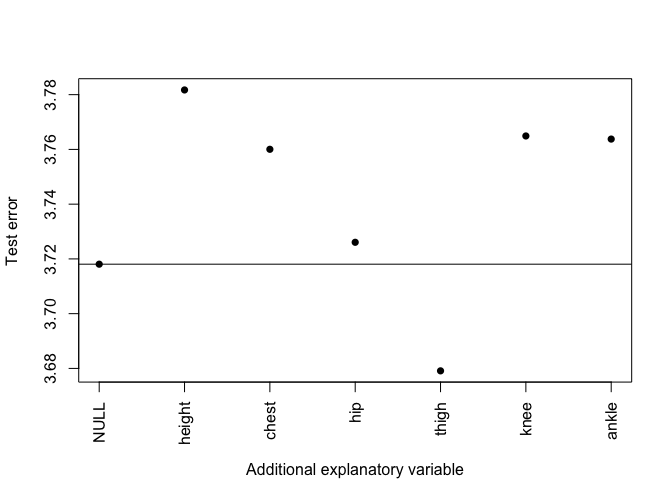 Test error
3.78
3.76
3.74
3.72
3.70
3.68
NULL
height
chest
hip
thigh
knee
ankle
Additional explanatory variable